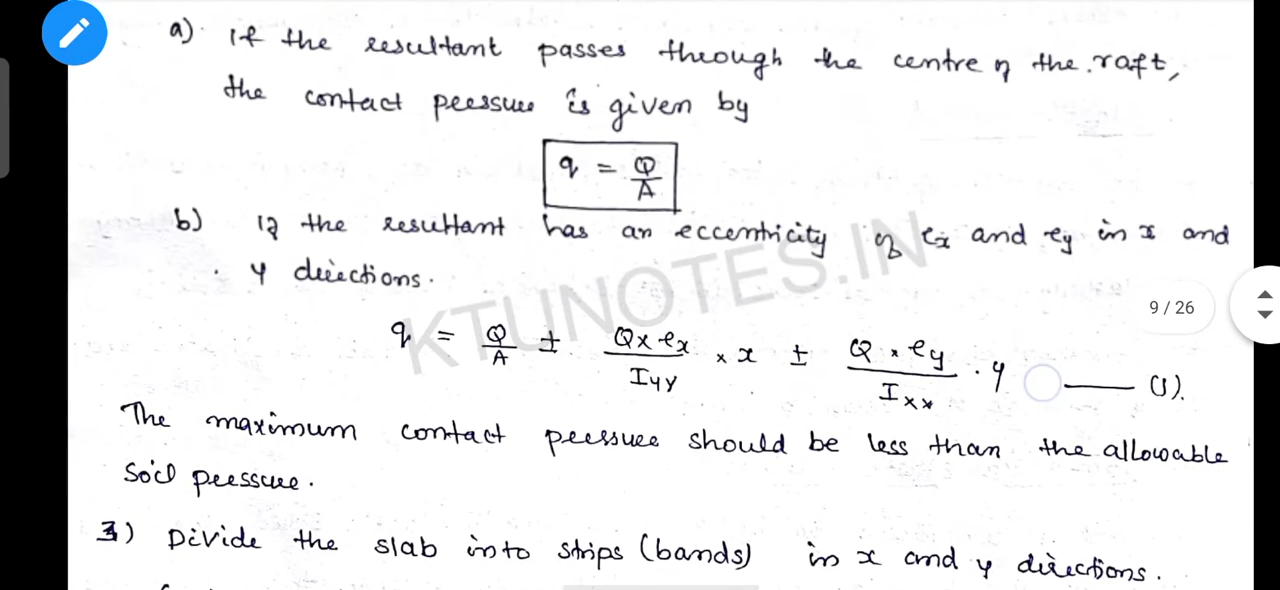 a) If the resultant passes through the centre of the raft,
the contact pressure is given by
q = Q/A
b) If the resultant has an eccentricity of ex and ey in x and
y directions.
KTUNOTES.IN
9 / 26
q = Q/A ± Q×ex/Iyy × x ± Q×ey/Ixx . y —— (1).
The maximum contact pressure should be less than the allowable
Soil pressure.
3) Divide the slab into strips (bands) in x and y directions.